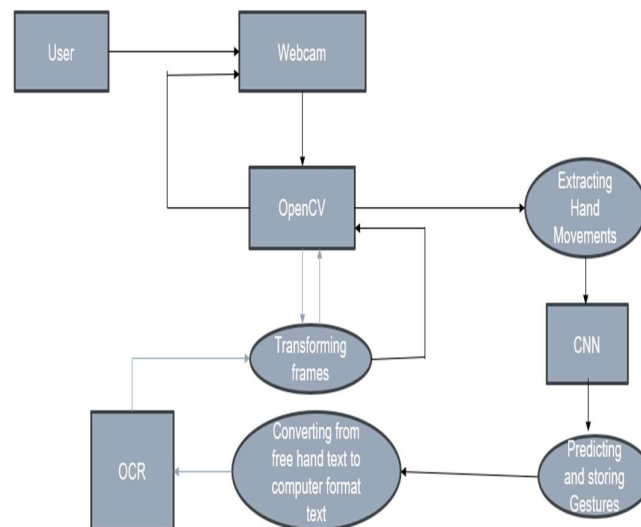 User
Webcam
OpenCV
Extracting
Hand
Movements
Transforming
frames
CNN
OCR
Converting from
free hand text to
computer format
text
Predicting
and storing
Gestures